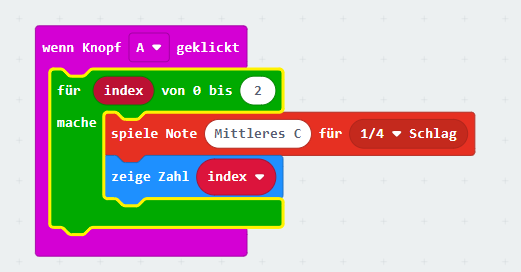 wenn Knopf A geklickt
für index von 0 bis 2
mache
spiele Note Mittleres C für 1/4 Schlag
zeige Zahl index